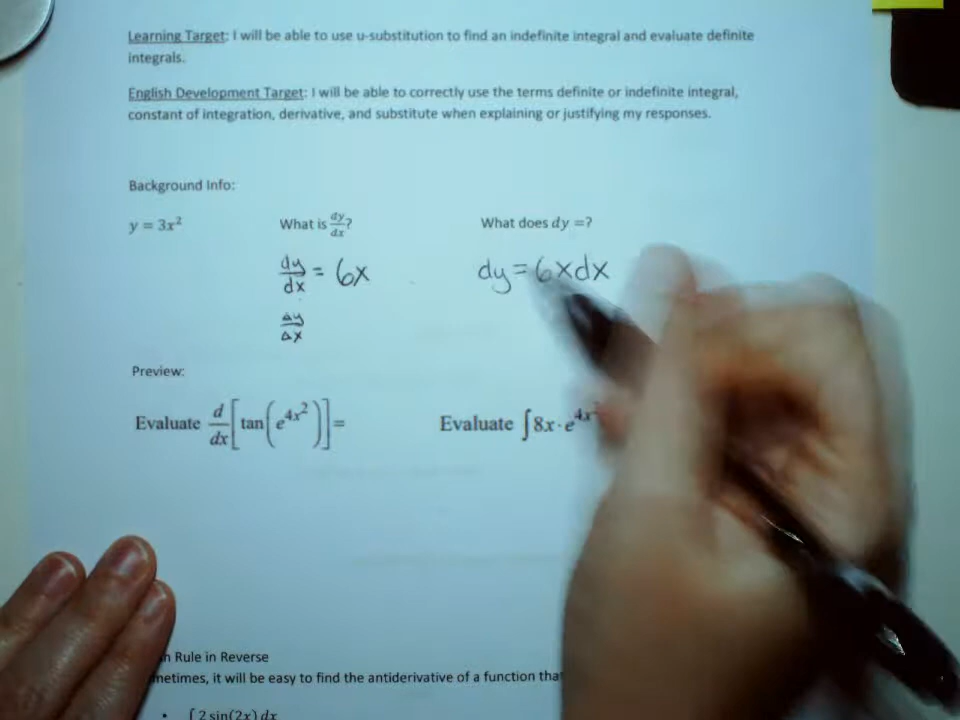 Learning Target: I will be able to use u-substitution to find an indefinite integral and evaluate definite
integrals.
English Development Target: I will be able to correctly use the terms definite or indefinite integral,
constant of integration, derivative, and substitute when explaining or justifying my responses.
Background Info:
y = 3x² What is dy/dx? What does dy =?
dy/dx = 6x dy = 6xdx
Δy/Δx
Preview:
Evaluate d/dx[tan(e^(4x²))]= Evaluate ∫8x·e^(4x²)
Rule in Reverse
it will be easy to find the antiderivative of a function
• ∫2sin(2x)dx